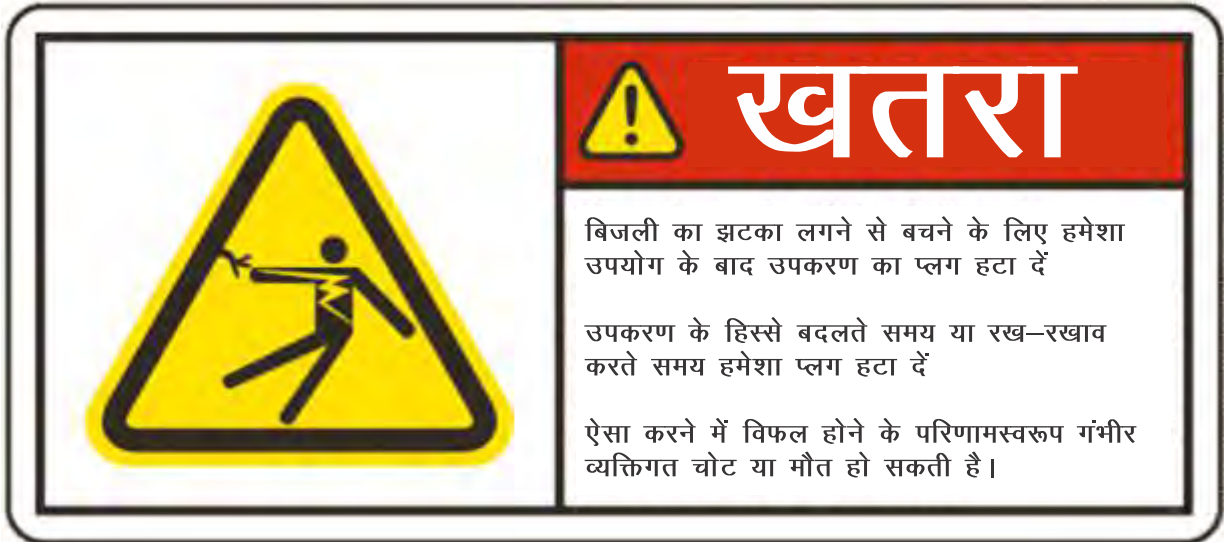 खतरा
बिजली का झटका लगने से बचने के लिए हमेशा
उपयोग के बाद उपकरण का प्लग हटा दें
उपकरण के हिस्से बदलते समय या रख–रखाव
करते समय हमेशा प्लग हटा दें
ऐसा करने में विफल होने के परिणामस्वरूप गंभीर
व्यक्तिगत चोट या मौत हो सकती है।